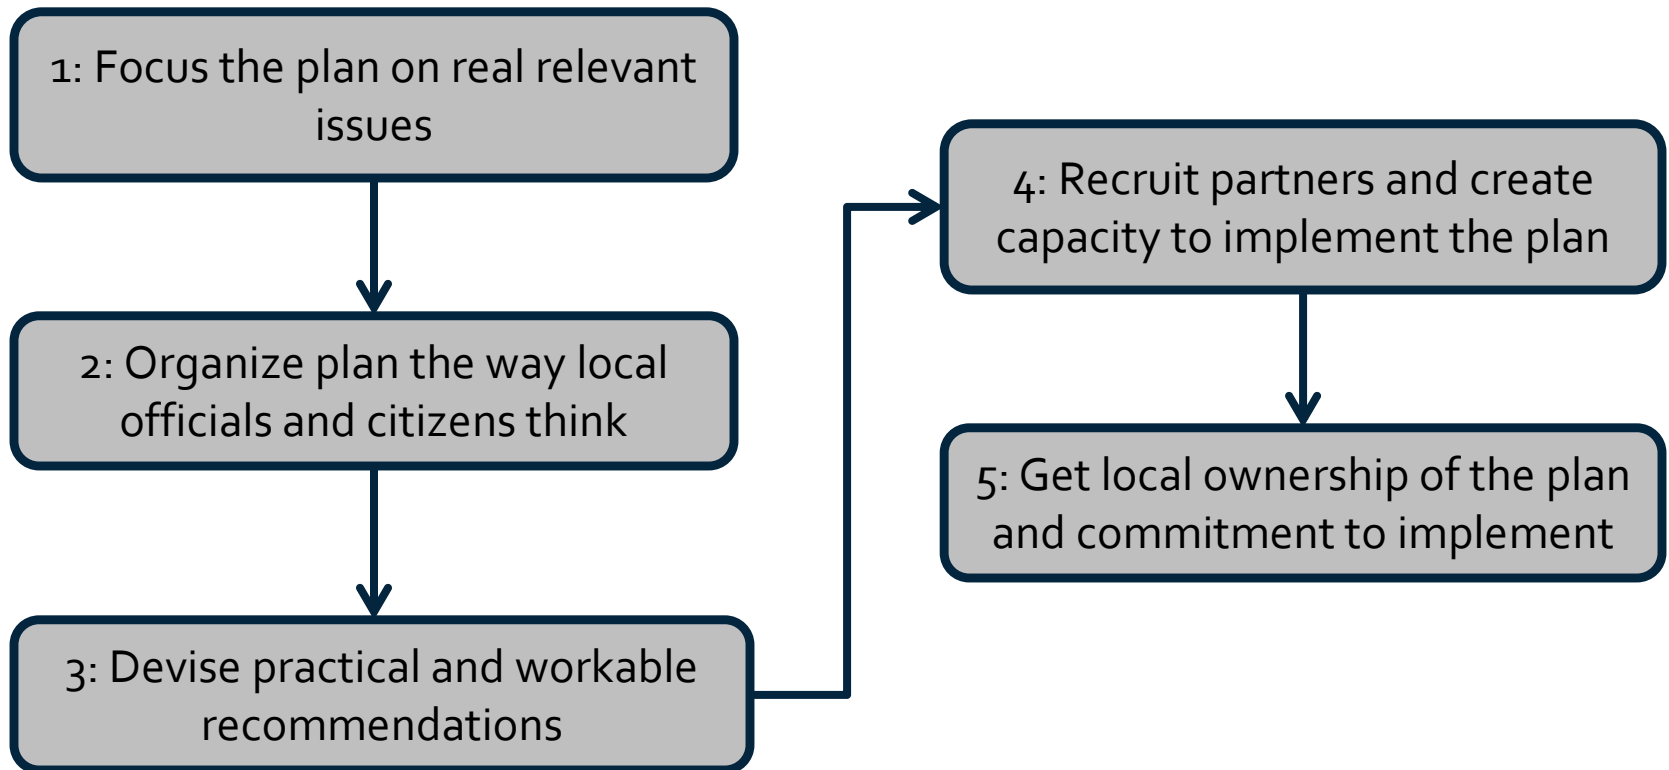 1: Focus the plan on real relevant
issues
2: Organize plan the way local
officials and citizens think
3: Devise practical and workable
recommendations
4: Recruit partners and create
capacity to implement the plan
5: Get local ownership of the plan
and commitment to implement